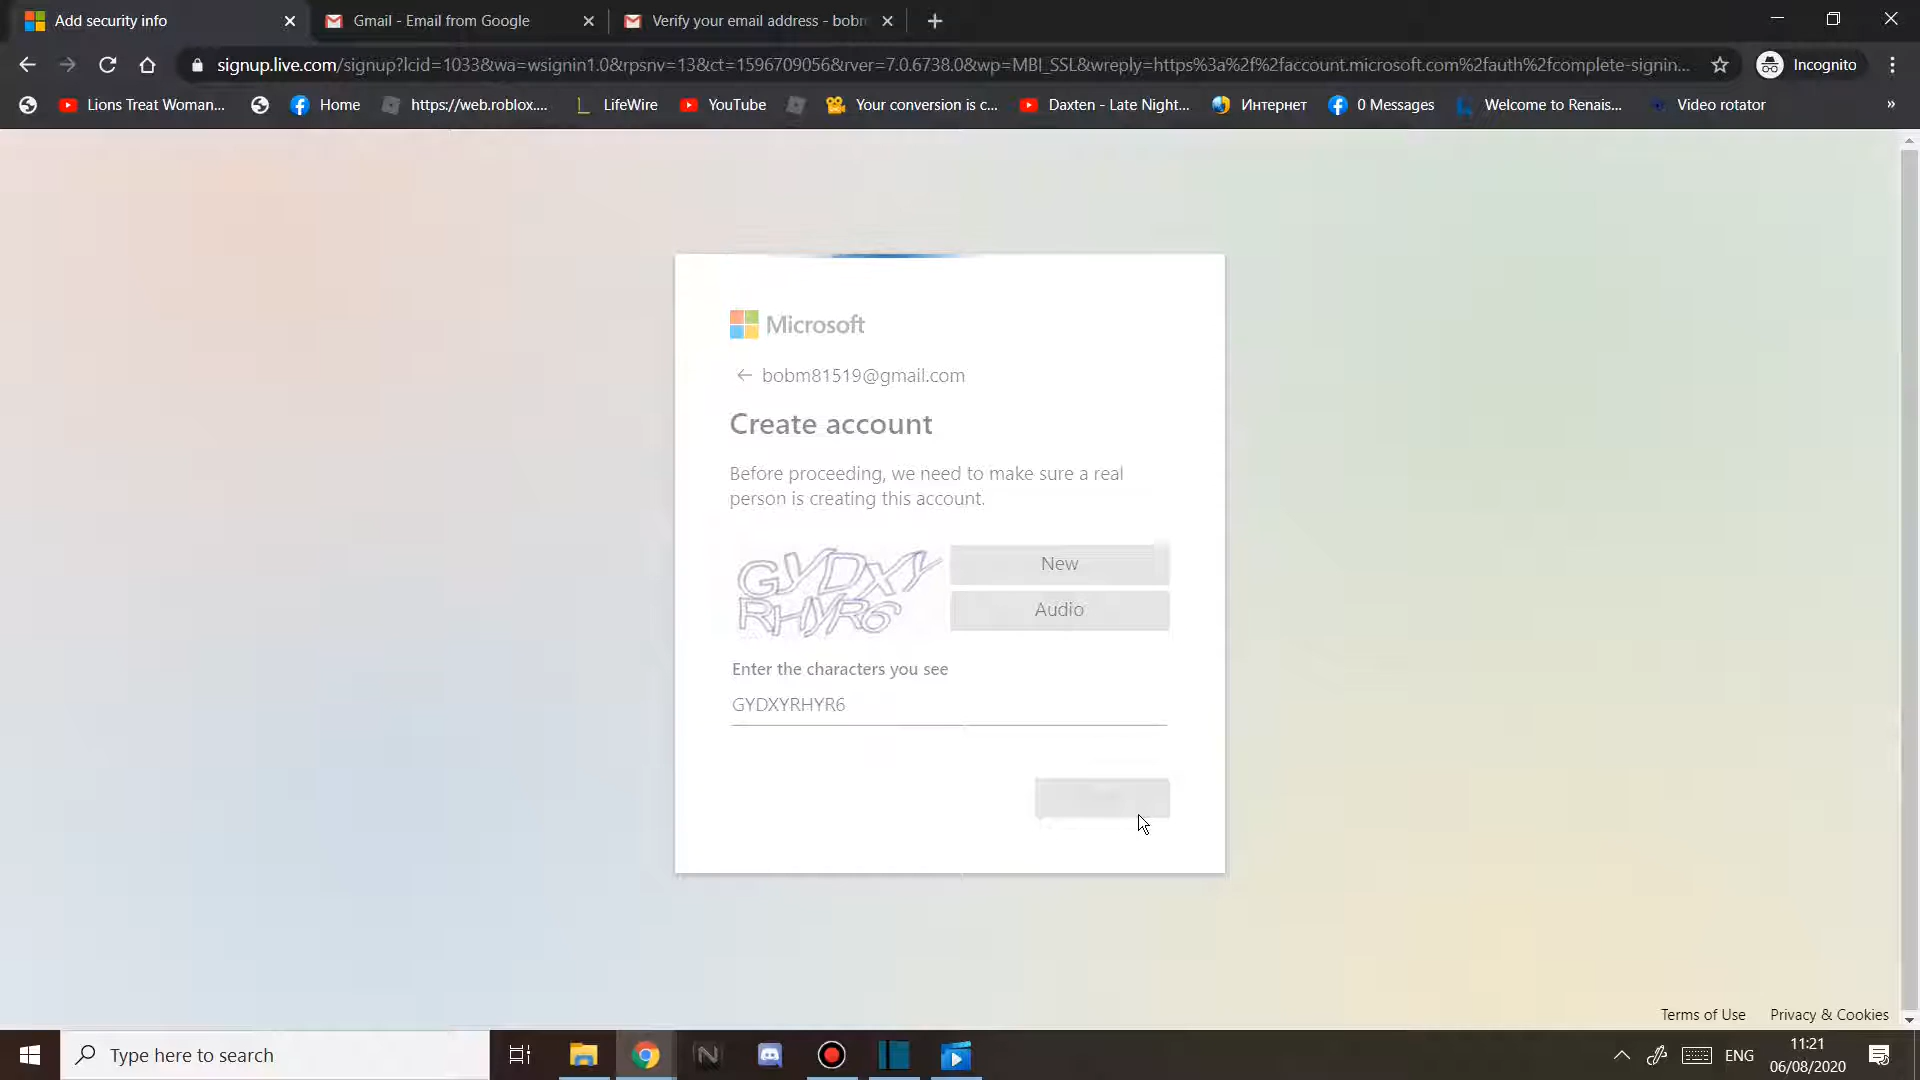 Add security info
Gmail - Email from Google
Verify your email address - bobm
signup.live.com/signup?lcid=1033&wa=wsignin1.0&rpsnv=13&ct=1596709056&rver=7.0.6738.0&wp=MBI_SSL&wreply=https%3a%2f%2faccount.microsoft.com%2fauth%2fcomplete-signin...
Incognito
Lions Treat Woman...
Home
https://web.roblox....
LifeWire
YouTube
Your conversion is c...
Daxten - Late Night...
Интернет
0 Messages
Welcome to Renais...
Video rotator
»
Microsoft
bobm81519@gmail.com
Create account
Before proceeding, we need to make sure a real
person is creating this account.
GYDXY
RHYR6
New
Audio
Enter the characters you see
GYDXYRHYR6
Terms of Use
Privacy & Cookies
Type here to search
ENG
11:21
06/08/2020